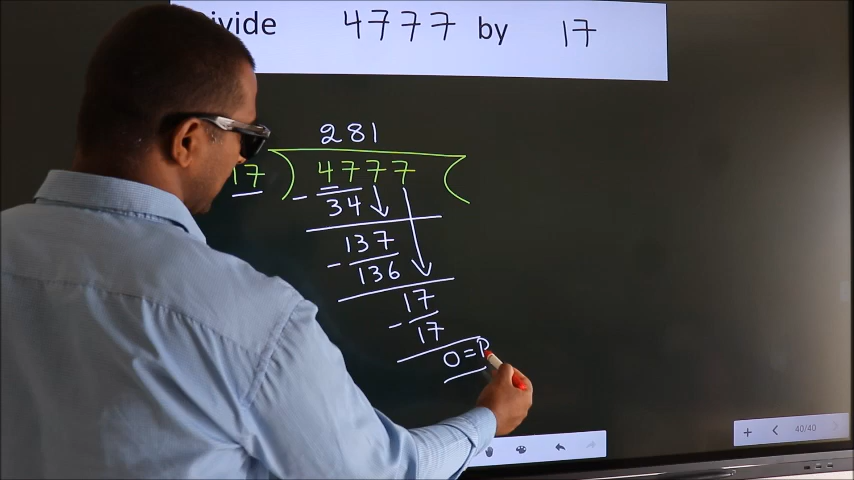 ivide 4777 by 17
281
17 ) 4777 (
- 34
137
- 136
17
- 17
0 = P
40/40